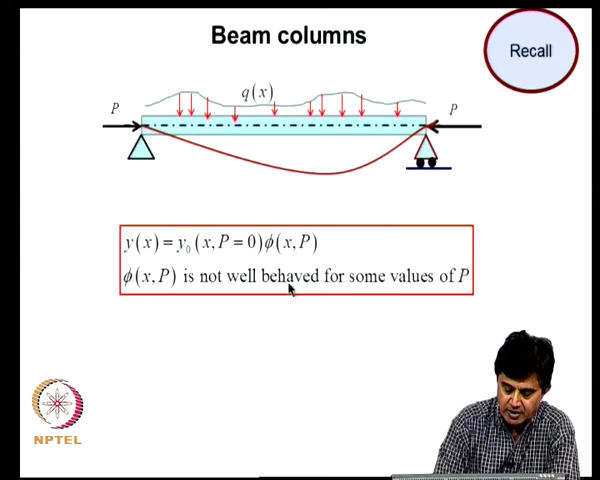 Beam columns
Recall
q(x)
P
P
y(x) = y₀(x, P = 0)ϕ(x, P)
ϕ(x, P) is not well behaved for some values of P
NPTEL